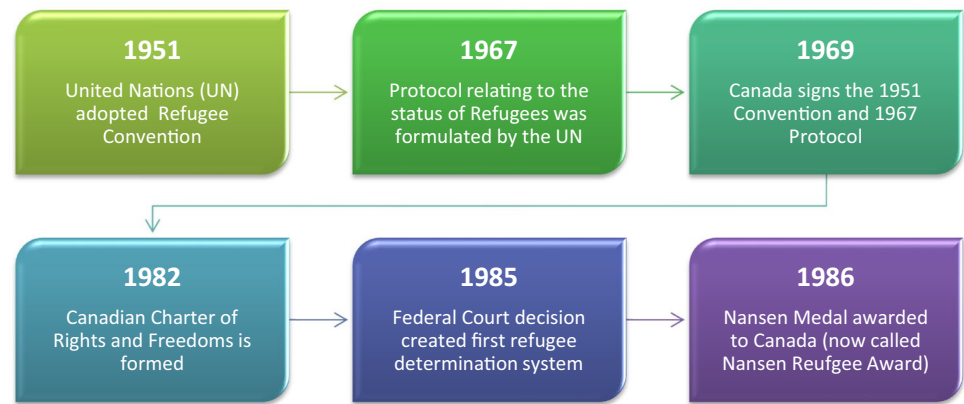 1951
United Nations (UN)
adopted Refugee
Convention
1967
Protocol relating to the
status of Refugees was
formulated by the UN
1969
Canada signs the 1951
Convention and 1967
Protocol
1982
Canadian Charter of
Rights and Freedoms is
formed
1985
Federal Court decision
created first refugee
determination system
1986
Nansen Medal awarded
to Canada (now called
Nansen Reufgee Award)